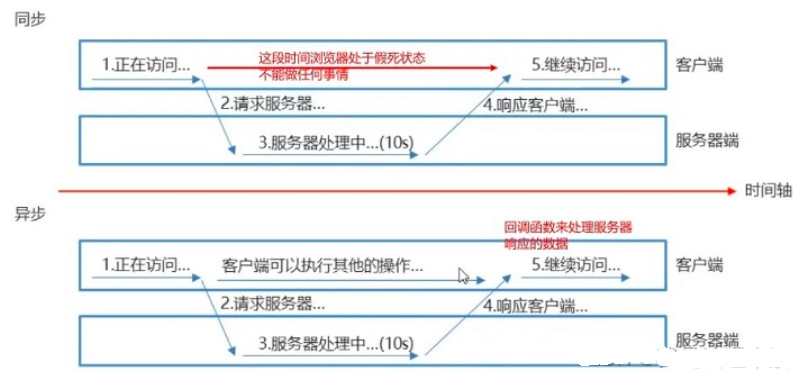 同步
1.正在访问...
这段时间浏览器处于假死状态
不能做任何事情
5.继续访问...
客户端
2.请求服务器...
4.响应客户端...
3.服务器处理中...(10s)
服务器端
时间轴
异步
回调函数来处理服务器
响应的数据
1.正在访问...
客户端可以执行其他的操作...
5.继续访问...
客户端
2.请求服务器...
4.响应客户端...
3.服务器处理中...(10s)
服务器端